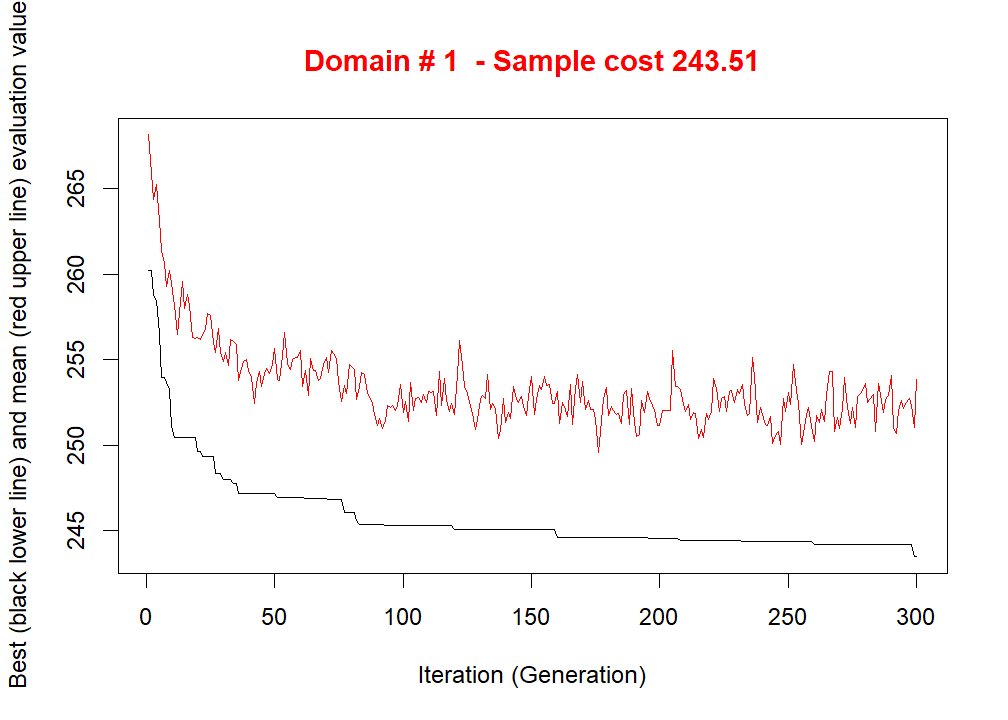 Domain # 1  - Sample cost 243.51
Best (black lower line) and mean (red upper line) evaluation value
265
260
255
250
245
0 50 100 150 200 250 300
Iteration (Generation)